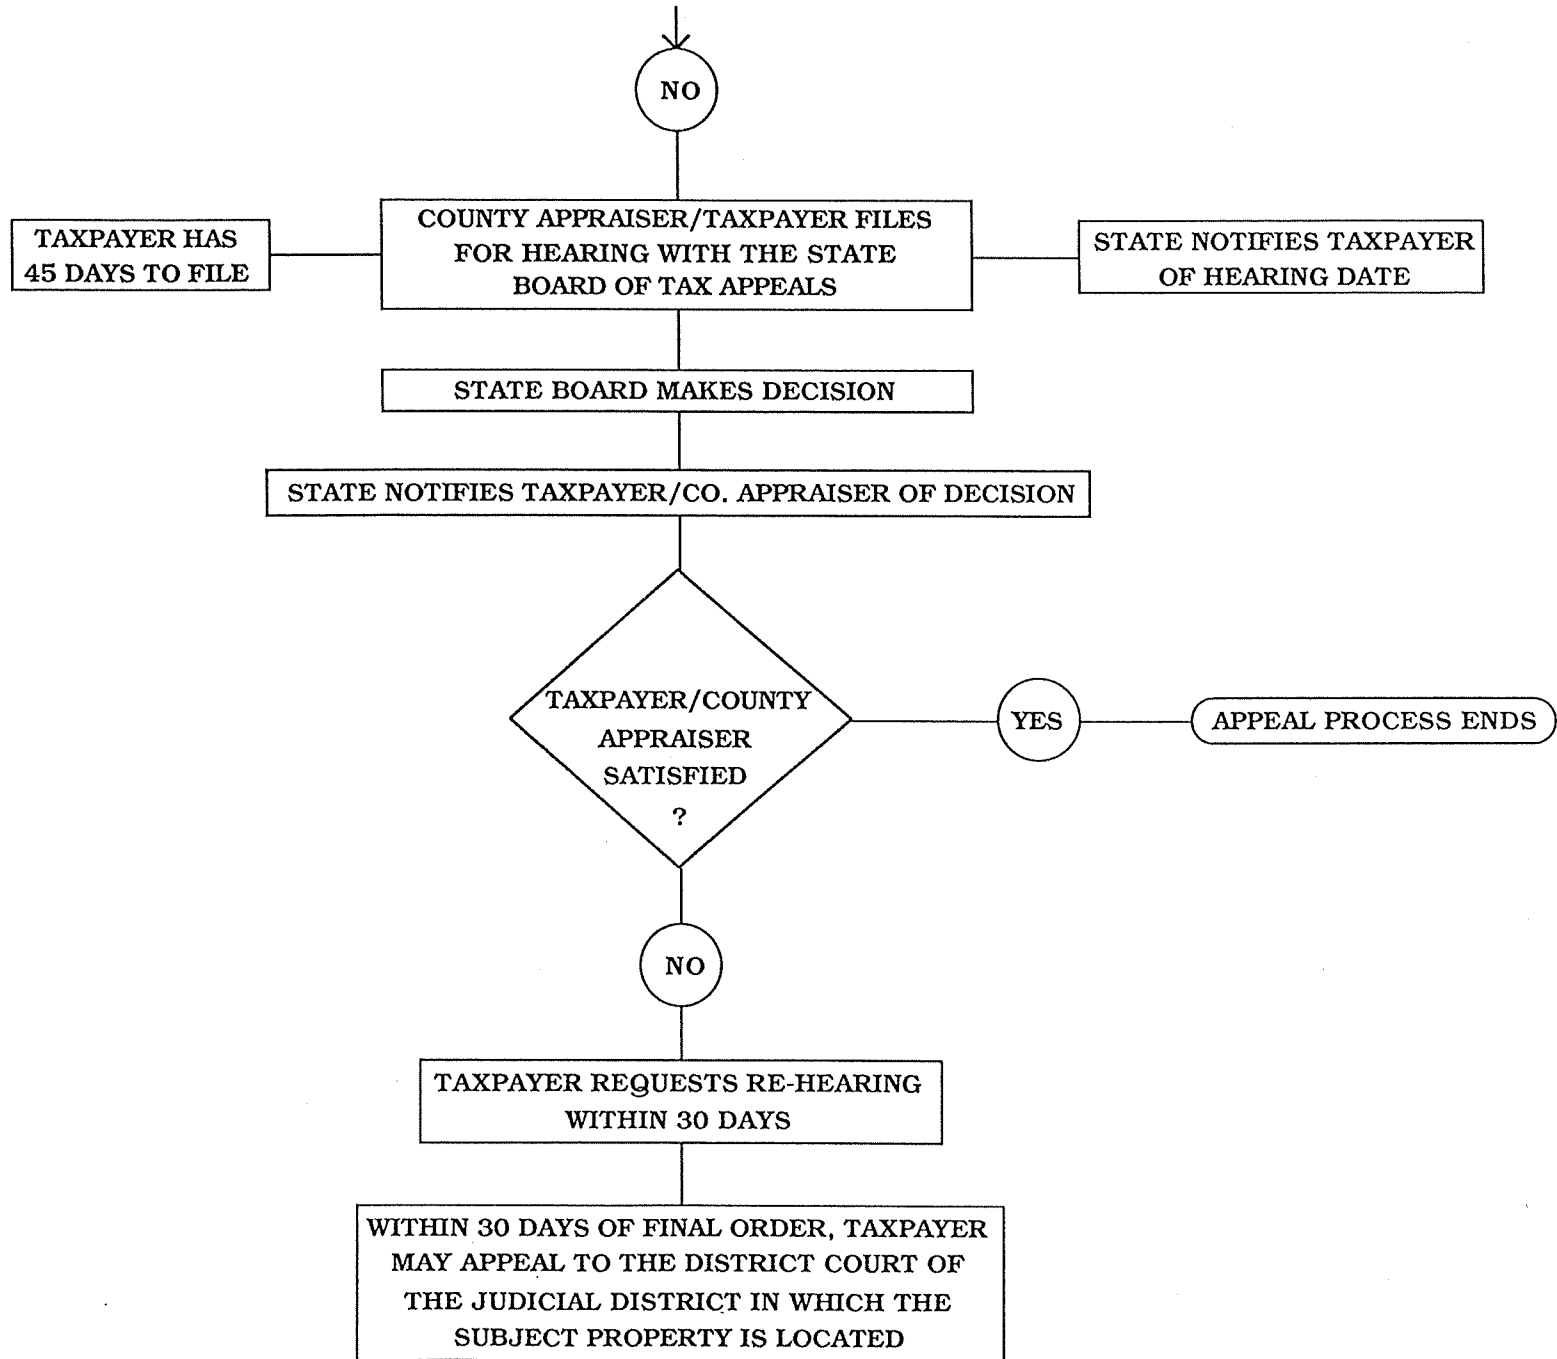 NO
TAXPAYER HAS
45 DAYS TO FILE
COUNTY APPRAISER/TAXPAYER FILES
FOR HEARING WITH THE STATE
BOARD OF TAX APPEALS
STATE NOTIFIES TAXPAYER
OF HEARING DATE
STATE BOARD MAKES DECISION
STATE NOTIFIES TAXPAYER/CO. APPRAISER OF DECISION
TAXPAYER/COUNTY
APPRAISER
SATISFIED
?
YES
APPEAL PROCESS ENDS
NO
TAXPAYER REQUESTS RE-HEARING
WITHIN 30 DAYS
WITHIN 30 DAYS OF FINAL ORDER, TAXPAYER
MAY APPEAL TO THE DISTRICT COURT OF
THE JUDICIAL DISTRICT IN WHICH THE
SUBJECT PROPERTY IS LOCATED